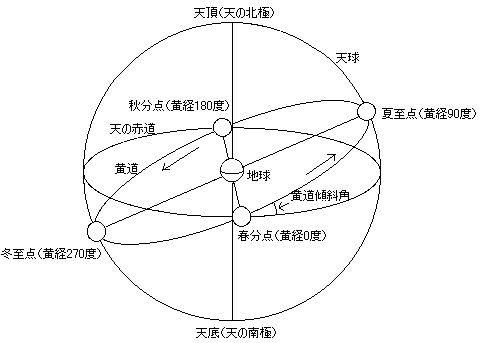 天頂(天の北極)
天球
秋分点(黄経180度)
夏至点(黄経90度)
天の赤道
黄道
地球
黄道傾斜角
春分点(黄経0度)
冬至点(黄経270度)
天底(天の南極)